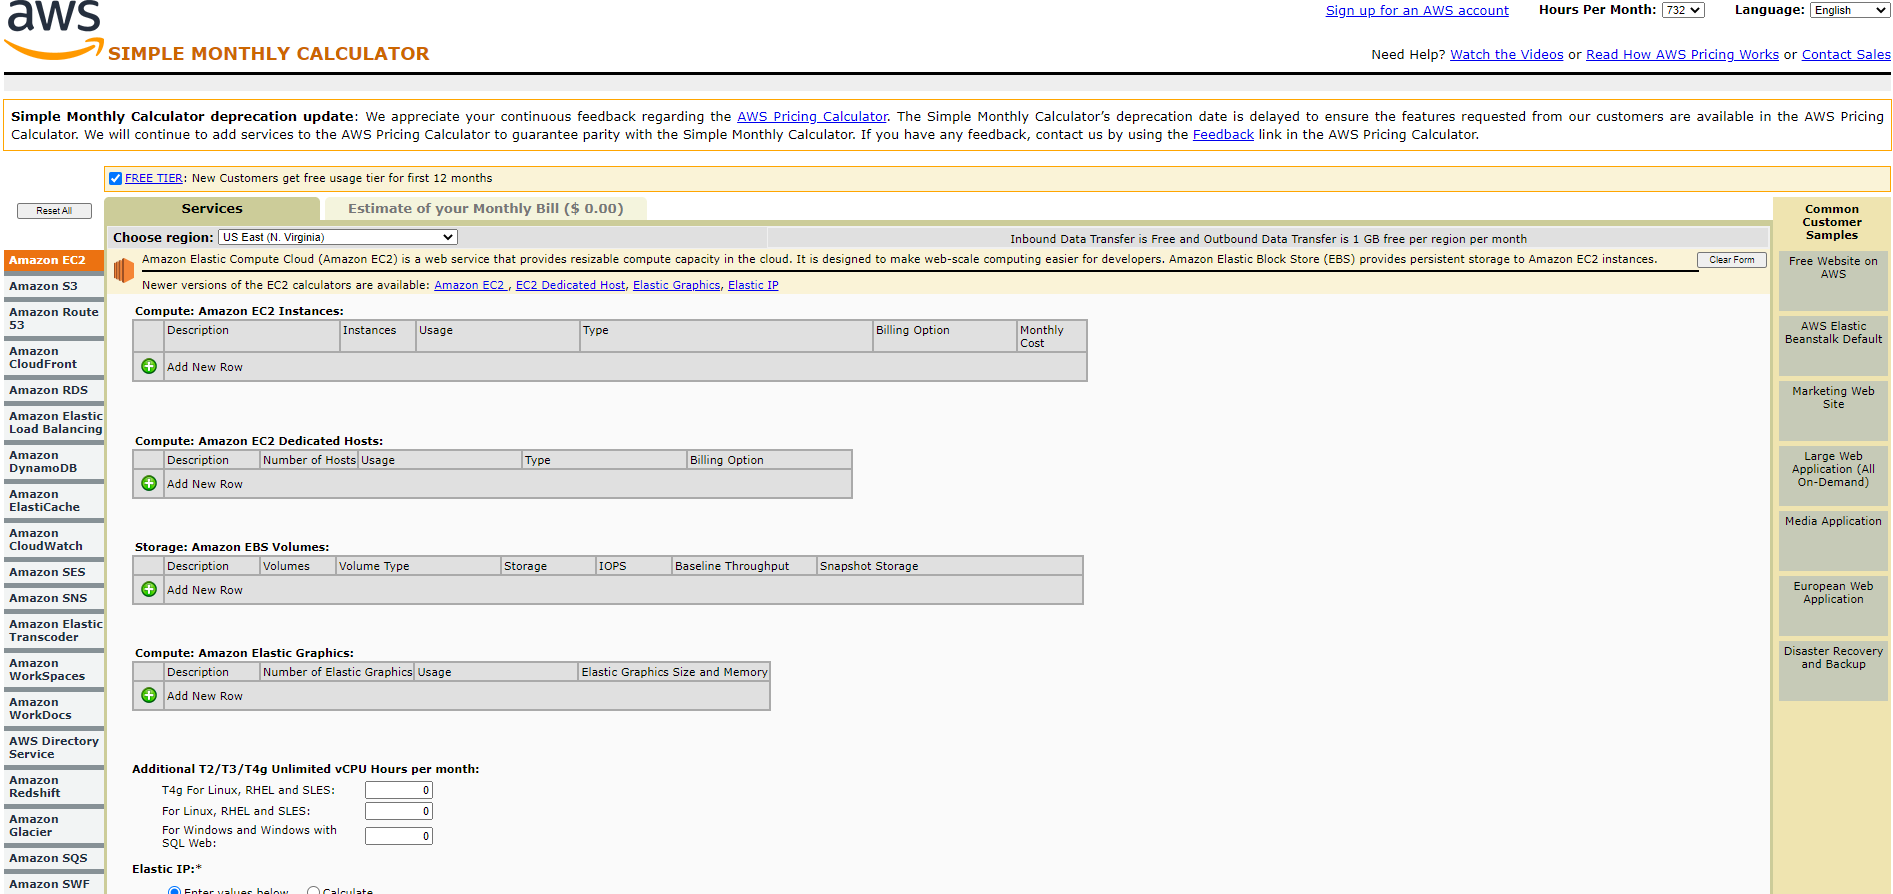 aws
SIMPLE MONTHLY CALCULATOR
Sign up for an AWS account Hours Per Month: 732 Language: English
Need Help? Watch the Videos or Read How AWS Pricing Works or Contact Sales
Simple Monthly Calculator deprecation update: We appreciate your continuous feedback regarding the AWS Pricing Calculator. The Simple Monthly Calculator's deprecation date is delayed to ensure the features requested from our customers are available in the AWS Pricing
Calculator. We will continue to add services to the AWS Pricing Calculator to guarantee parity with the Simple Monthly Calculator. If you have any feedback, contact us by using the Feedback link in the AWS Pricing Calculator.
FREE TIER: New Customers get free usage tier for first 12 months
Reset All
Services Estimate of your Monthly Bill ($ 0.00)
Choose region: US East (N. Virginia) Inbound Data Transfer is Free and Outbound Data Transfer is 1 GB free per region per month
Amazon EC2
Amazon S3
Amazon Route
53
Amazon
CloudFront
Amazon RDS
Amazon Elastic
Load Balancing
Amazon
DynamoDB
Amazon
ElastiCache
Amazon
CloudWatch
Amazon SES
Amazon SNS
Amazon Elastic
Transcoder
Amazon
WorkSpaces
Amazon
WorkDocs
AWS Directory
Service
Amazon
Redshift
Amazon
Glacier
Amazon SQS
Amazon SWF
Amazon Elastic Compute Cloud (Amazon EC2) is a web service that provides resizable compute capacity in the cloud. It is designed to make web-scale computing easier for developers. Amazon Elastic Block Store (EBS) provides persistent storage to Amazon EC2 instances.
Clear Form
Newer versions of the EC2 calculators are available: Amazon EC2 , EC2 Dedicated Host, Elastic Graphics, Elastic IP
Compute: Amazon EC2 Instances:
Description Instances Usage Type Billing Option Monthly
Cost
Add New Row
Compute: Amazon EC2 Dedicated Hosts:
Description Number of Hosts Usage Type Billing Option
Add New Row
Storage: Amazon EBS Volumes:
Description Volumes Volume Type Storage IOPS Baseline Throughput Snapshot Storage
Add New Row
Compute: Amazon Elastic Graphics:
Description Number of Elastic Graphics Usage Elastic Graphics Size and Memory
Add New Row
Additional T2/T3/T4g Unlimited vCPU Hours per month:
T4g For Linux, RHEL and SLES: 0
For Linux, RHEL and SLES: 0
For Windows and Windows with
SQL Web: 0
Elastic IP:*
Enter values below Calculate
Common
Customer
Samples
Free Website on
AWS
AWS Elastic
Beanstalk Default
Marketing Web
Site
Large Web
Application (All
On-Demand)
Media Application
European Web
Application
Disaster Recovery
and Backup